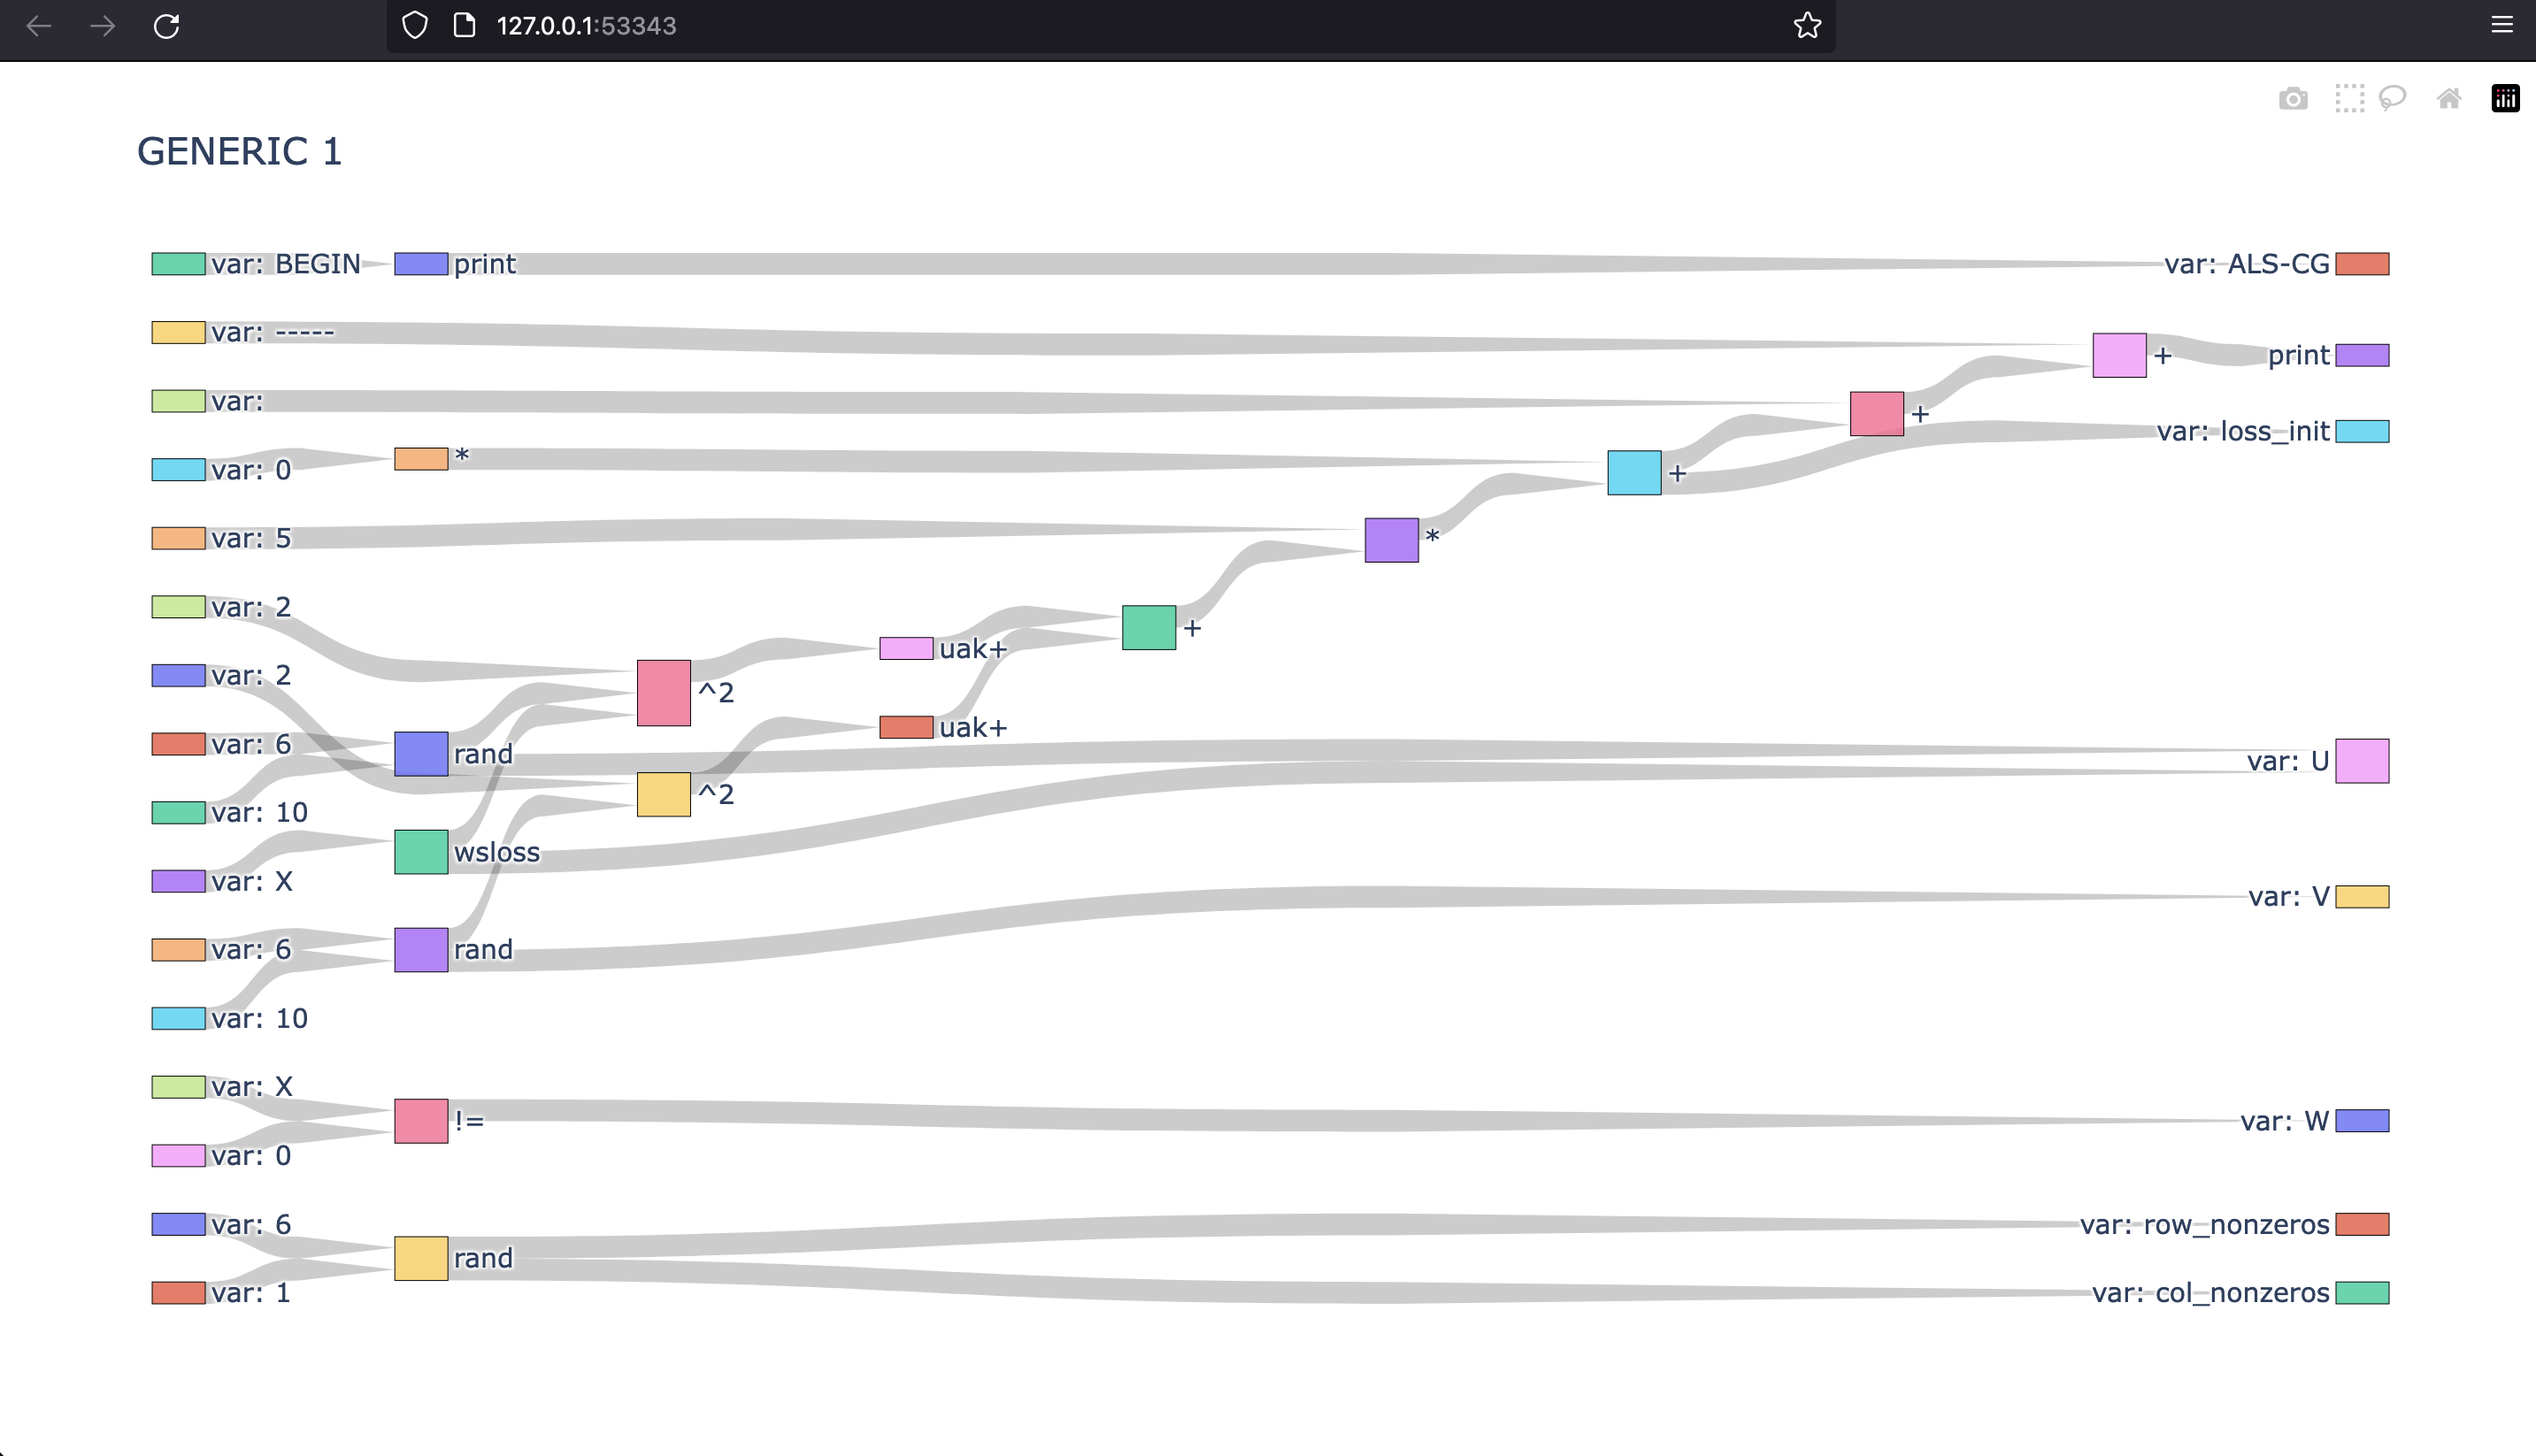 127.0.0.1:53343
GENERIC 1
var: BEGIN
print
var: ALS-CG
var: -----
+
print
var:
+
var: loss_init
var: 0
*
+
var: 5
*
var: 2
+
uak+
var: 2
^2
uak+
var: 6
rand
var: U
^2
var: 10
wsloss
var: X
var: V
var: 6
rand
var: 10
var: X
!=
var: W
var: 0
var: 6
rand
var: row_nonzeros
var: 1
var: col_nonzeros